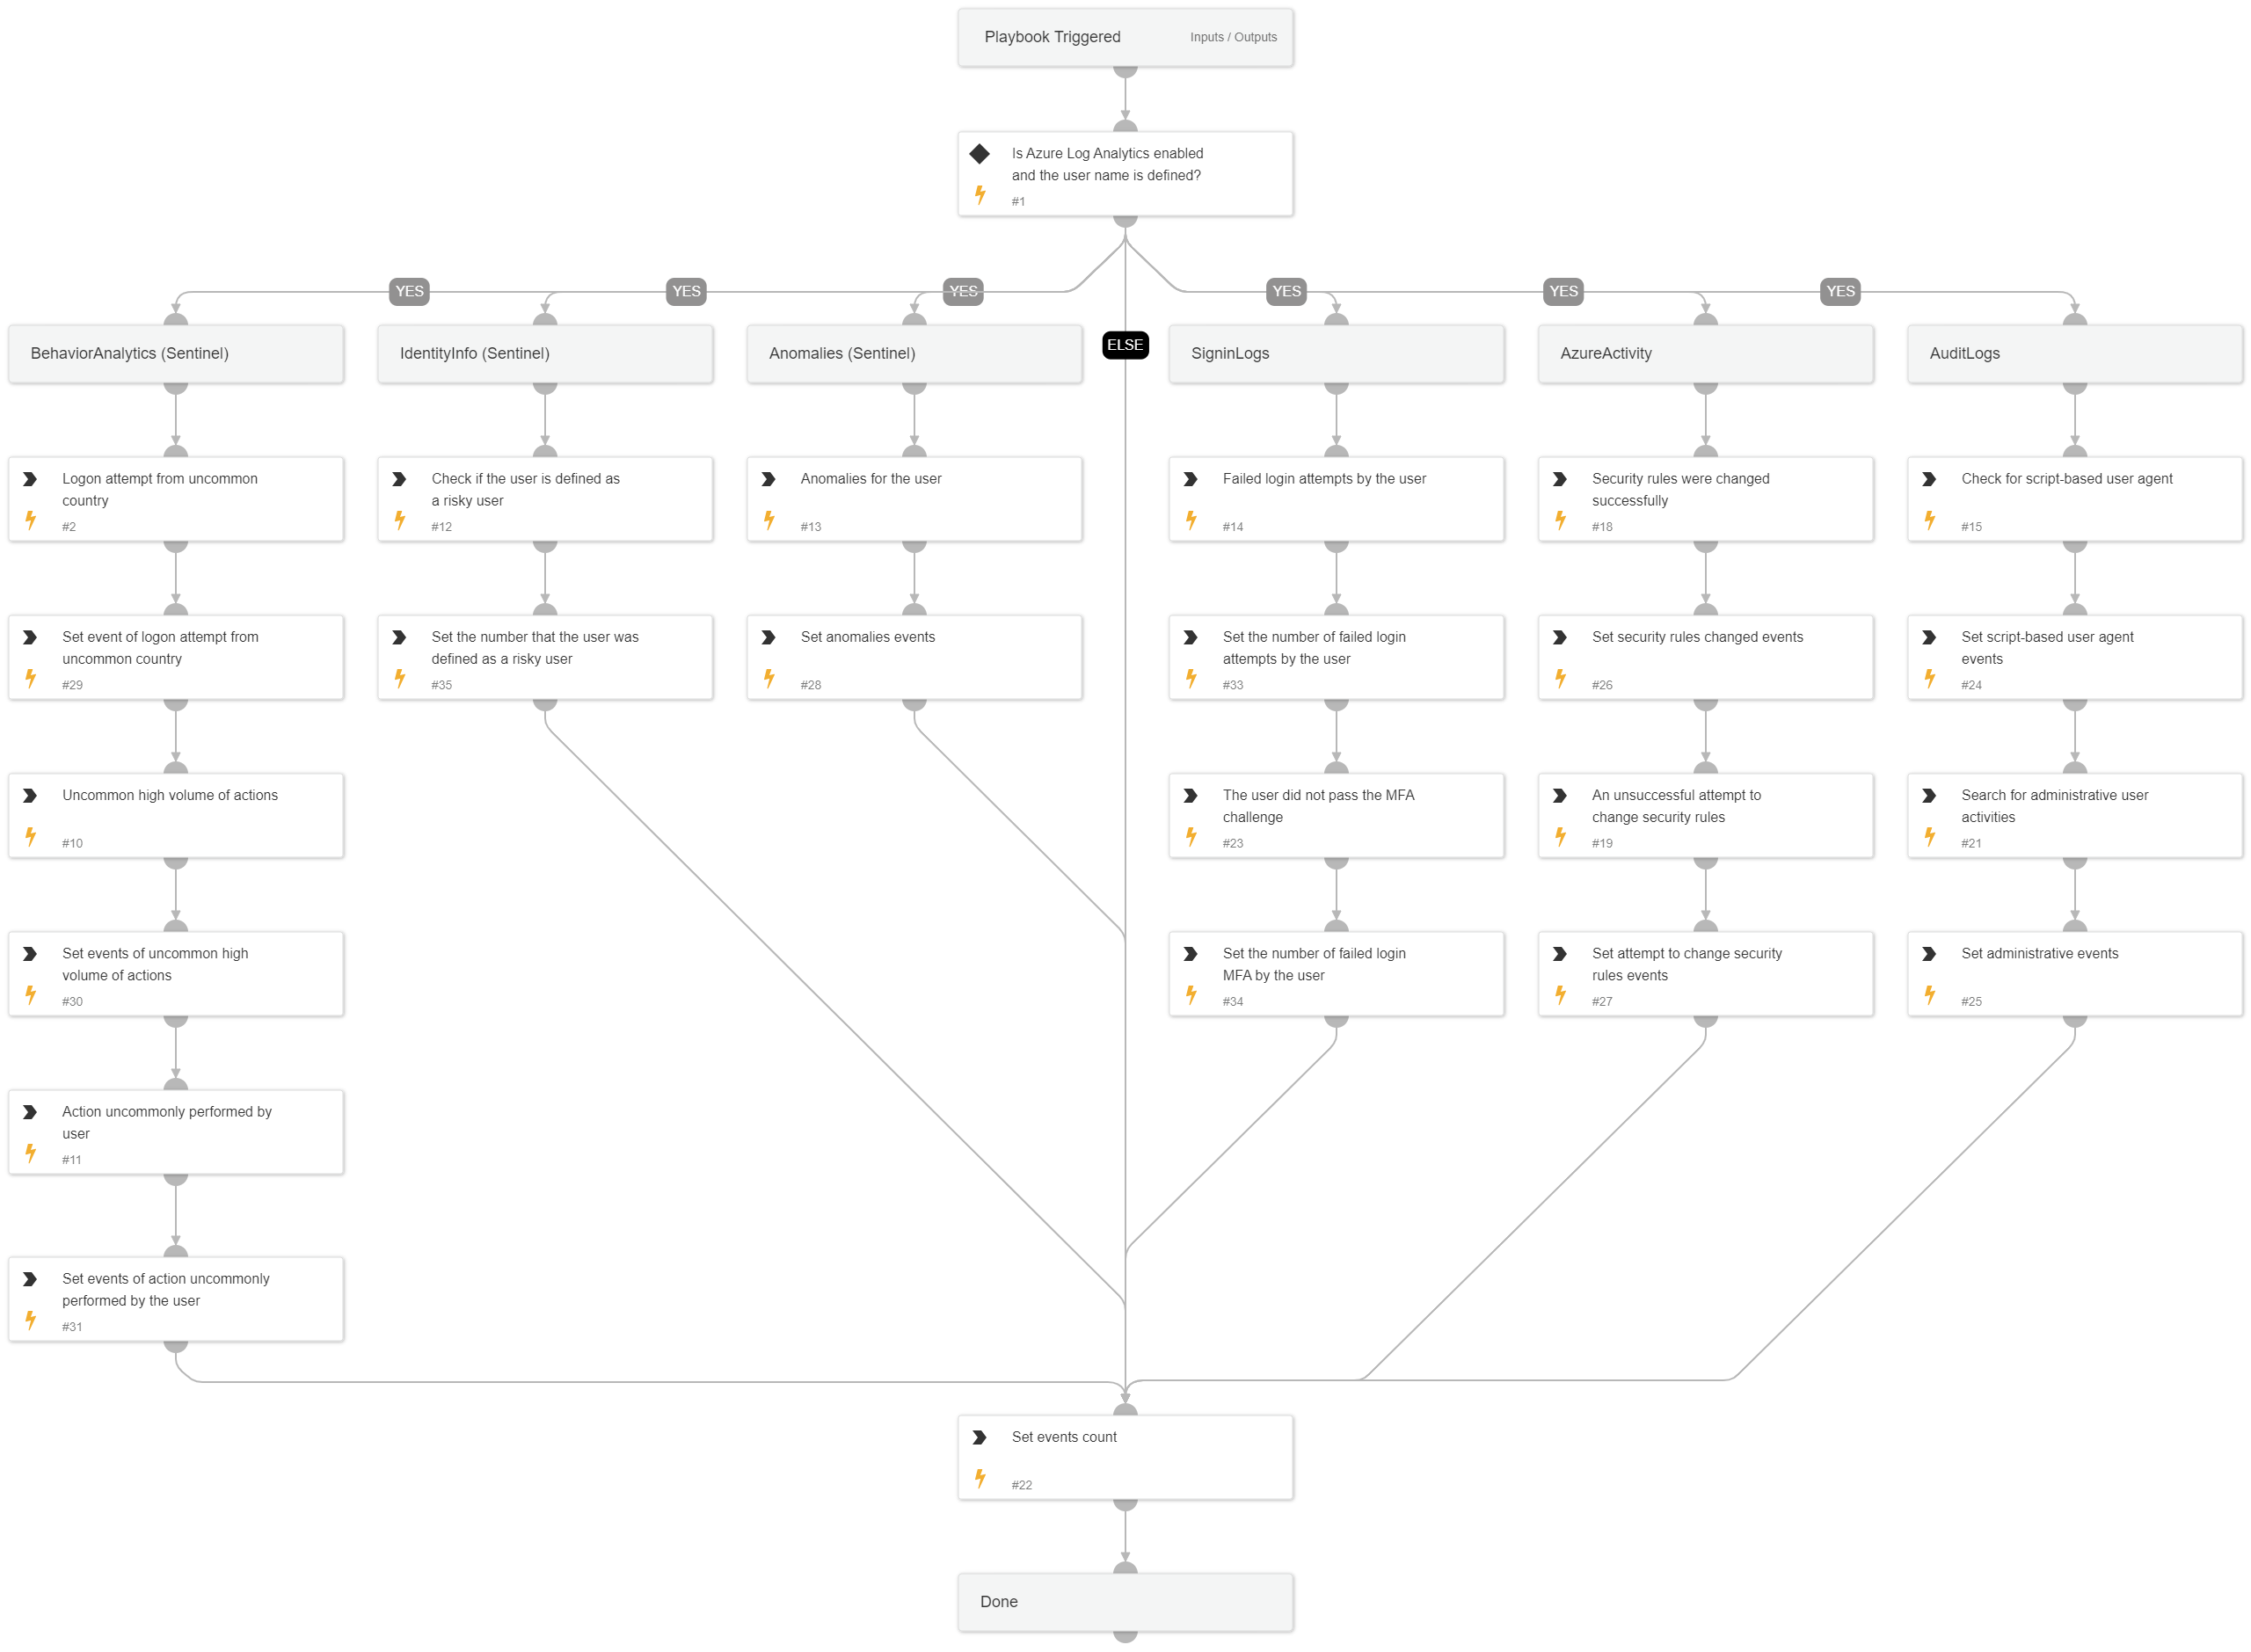 Playbook Triggered
Inputs / Outputs
Is Azure Log Analytics enabled
and the user name is defined?
#1
YES
YES
YES
YES
YES
YES
ELSE
BehaviorAnalytics (Sentinel)
IdentityInfo (Sentinel)
Anomalies (Sentinel)
SigninLogs
AzureActivity
AuditLogs
Logon attempt from uncommon
country
#2
Check if the user is defined as
a risky user
#12
Anomalies for the user
#13
Failed login attempts by the user
#14
Security rules were changed
successfully
#18
Check for script-based user agent
#15
Set event of logon attempt from
uncommon country
#29
Set the number that the user was
defined as a risky user
#35
Set anomalies events
#28
Set the number of failed login
attempts by the user
#33
Set security rules changed events
#26
Set script-based user agent
events
#24
Uncommon high volume of actions
#10
The user did not pass the MFA
challenge
#23
An unsuccessful attempt to
change security rules
#19
Search for administrative user
activities
#21
Set events of uncommon high
volume of actions
#30
Set the number of failed login
MFA by the user
#34
Set attempt to change security
rules events
#27
Set administrative events
#25
Action uncommonly performed by
user
#11
Set events of action uncommonly
performed by the user
#31
Set events count
#22
Done